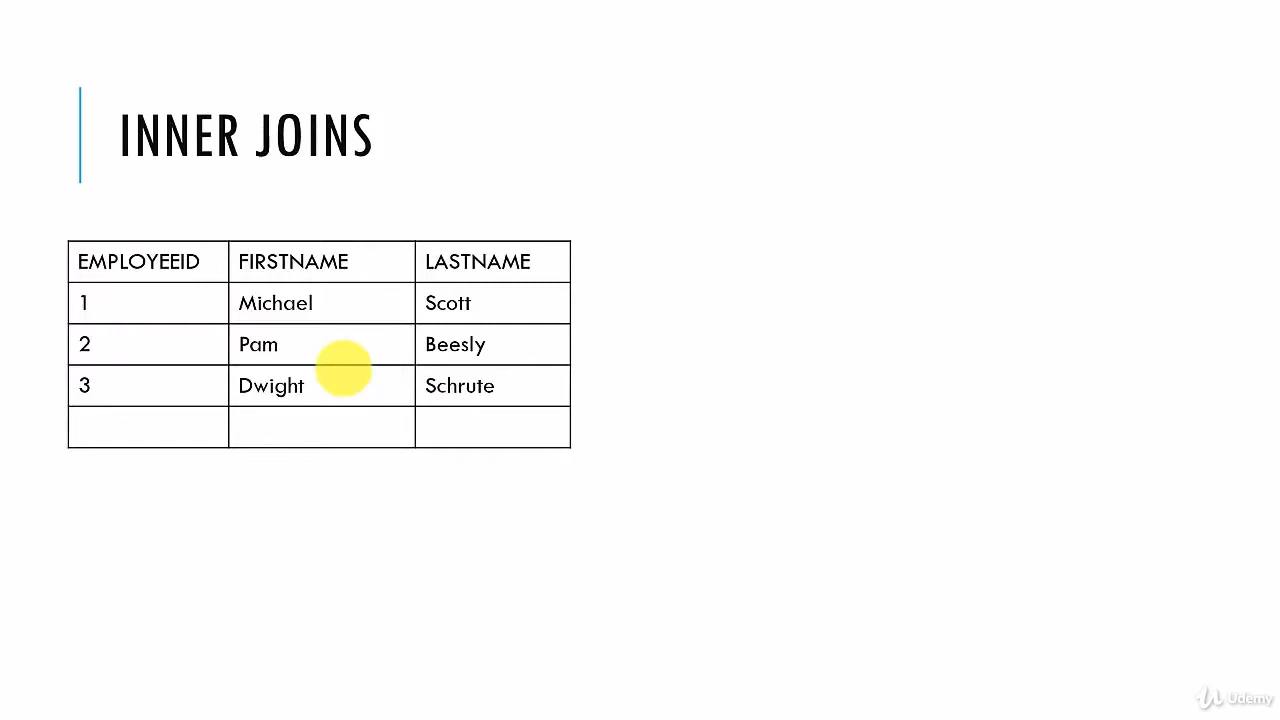 INNER JOINS
EMPLOYEEID FIRSTNAME LASTNAME
1 Michael Scott
2 Pam Beesly
3 Dwight Schrute
Udemy